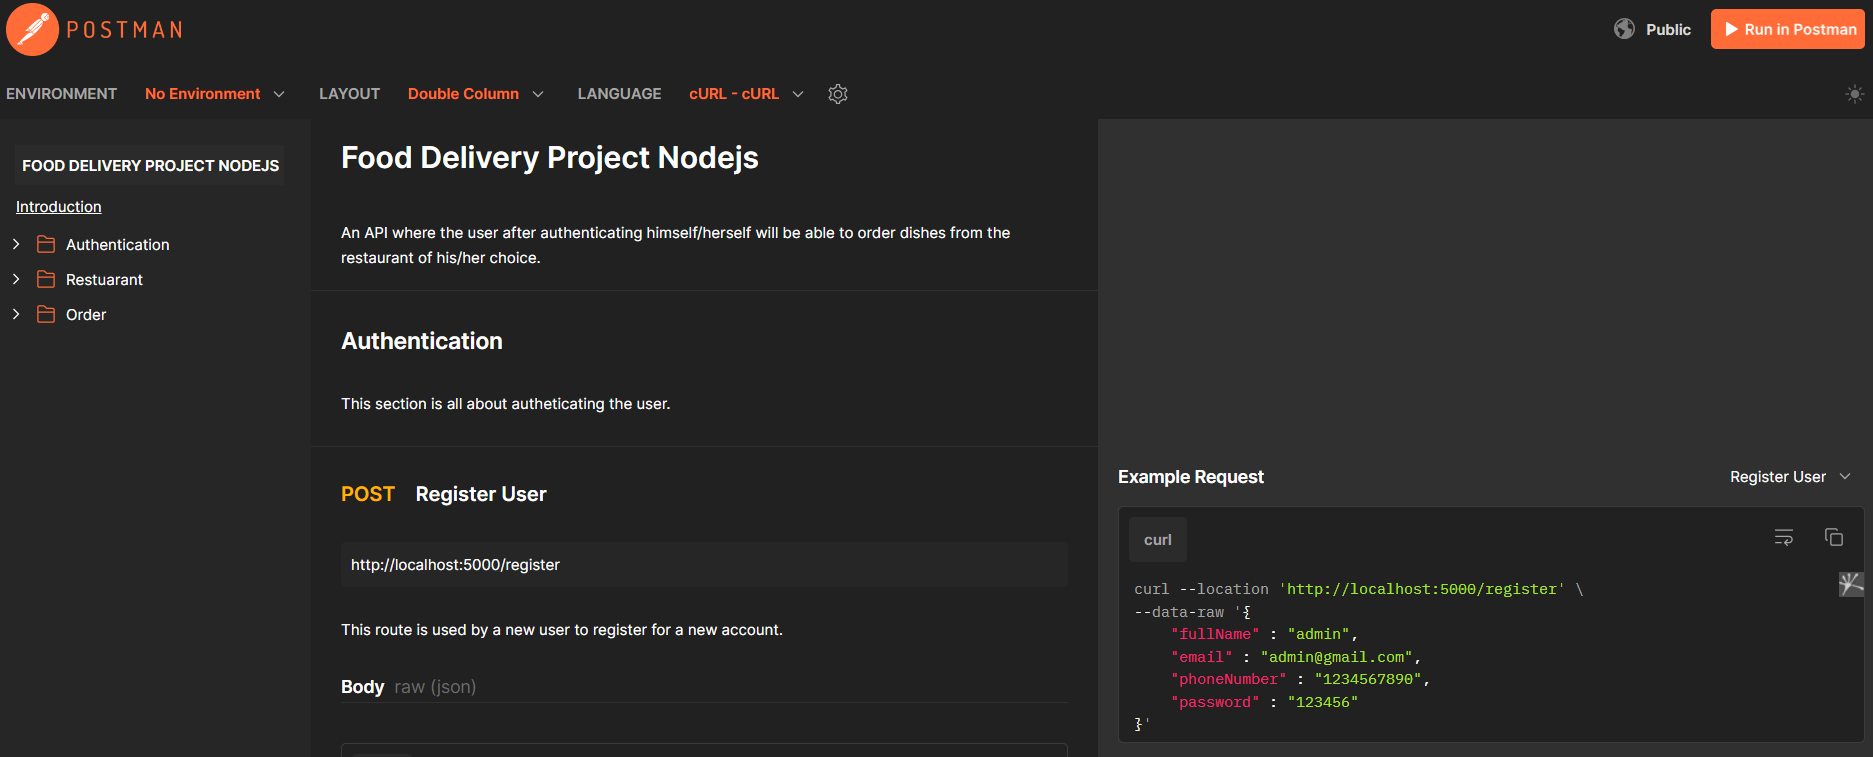 POSTMAN
Public
Run in Postman
ENVIRONMENT No Environment LAYOUT Double Column LANGUAGE cURL - cURL
FOOD DELIVERY PROJECT NODEJS
Introduction
Authentication
Restuarant
Order
Food Delivery Project Nodejs
An API where the user after authenticating himself/herself will be able to order dishes from the
restaurant of his/her choice.
Authentication
This section is all about autheticating the user.
POST Register User
http://localhost:5000/register
This route is used by a new user to register for a new account.
Body raw (json)
Example Request
Register User
curl
curl --location 'http://localhost:5000/register' \
--data-raw '{
    "fullName" : "admin",
    "email" : "admin@gmail.com",
    "phoneNumber" : "1234567890",
    "password" : "123456"
}'